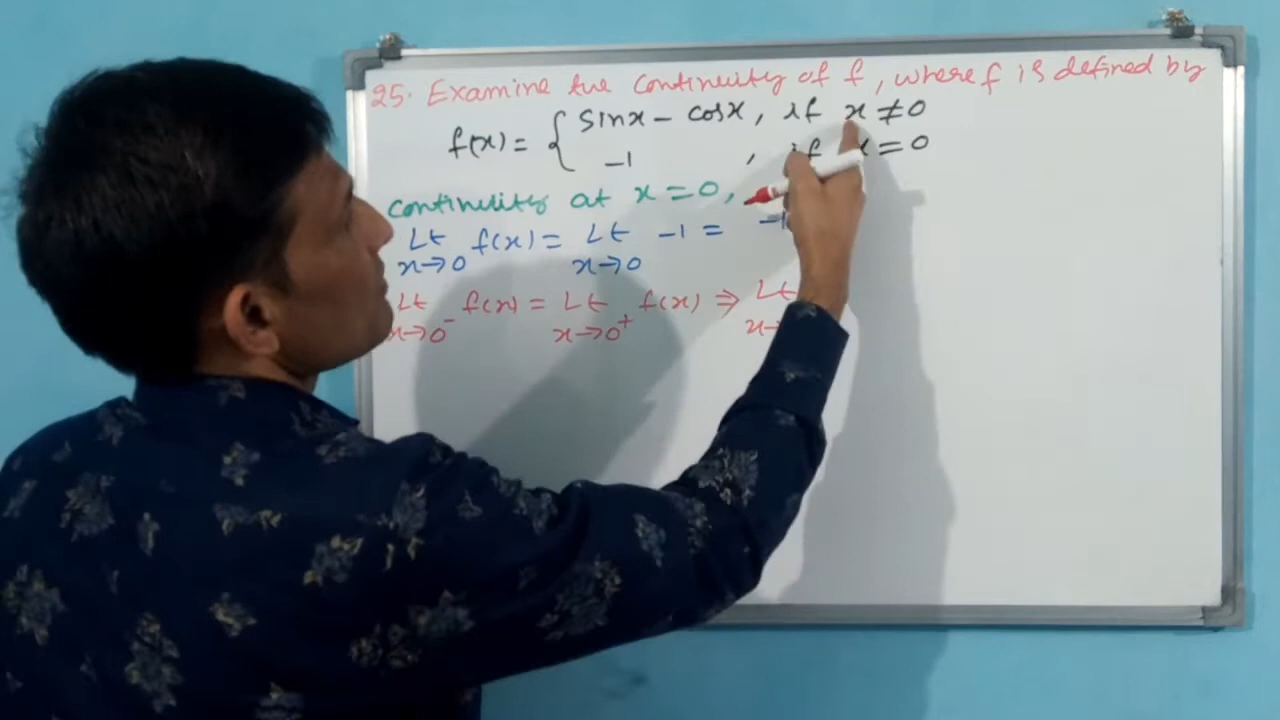 25. Examine the continuity of f, where f is defined by
f(x) = { sinx - cosx, if x ≠ 0
-1 , if x = 0
continuity at x = 0,
Lt f(x) = Lt -1 = -1
x→0 x→0
Lt f(x) = Lt f(x) ⇒ Lt
x→0⁻ x→0⁺ x→